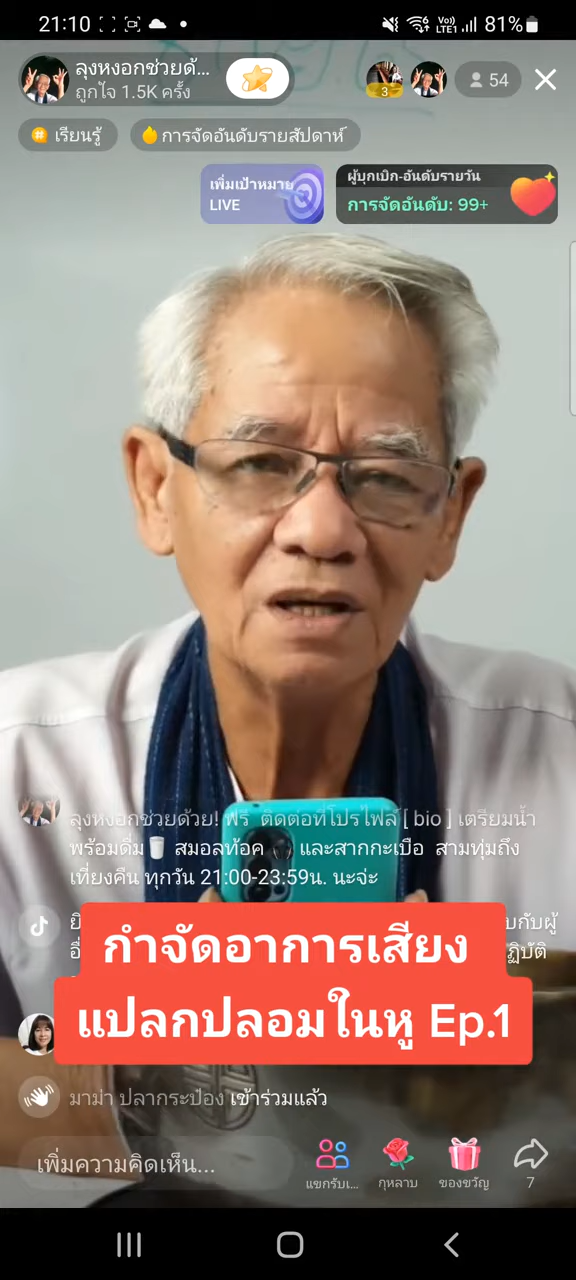 21:10
Vo))
LTE1
81%
ลุงหงอกช่วยด้...
ถูกใจ 1.5K ครั้ง
3
54
เรียนรู้
การจัดอันดับรายสัปดาห์
เพิ่มเป้าหมาย
LIVE
ผู้บุกเบิก-อันดับรายวัน
การจัดอันดับ: 99+
ลุงหงอกช่วยด้วย! ฟรี ติดต่อที่โปรไฟล์ [ bio ] เตรียมน้ำ
พร้อมดื่ม🥛 สมอลท้อค 🎧 และสากกะเบือ สามทุ่มถึง
เที่ยงคืน ทุกวัน 21:00-23:59น. นะจ่ะ
กำจัดอาการเสียง
แปลกปลอมในหู Ep.1
มาม่า ปลากระป๋อง เข้าร่วมแล้ว
เพิ่มความคิดเห็น...
แขกรับเ...
กุหลาบ
ของขวัญ
7